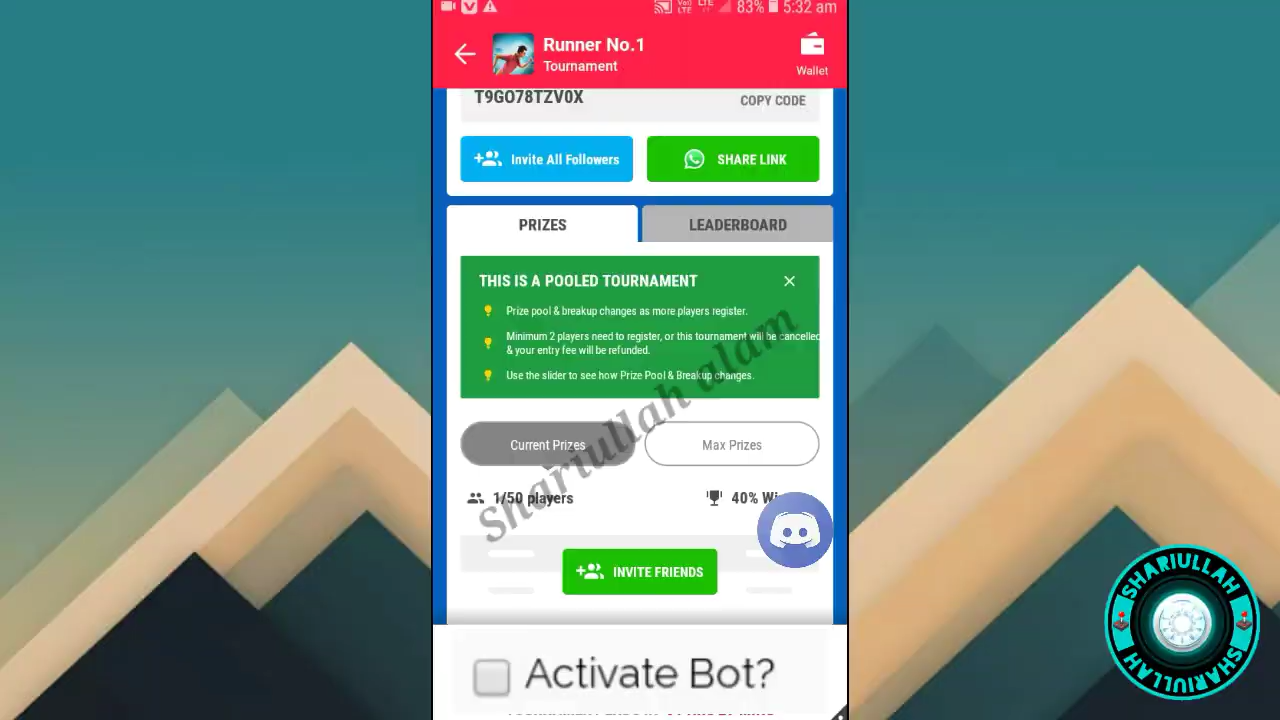 83% 5:32 am
Runner No.1
Tournament
Wallet
T9GO78TZV0X
COPY CODE
Invite All Followers
SHARE LINK
PRIZES
LEADERBOARD
THIS IS A POOLED TOURNAMENT
Prize pool & breakup changes as more players register.
Minimum 2 players need to register, or this tournament will be cancelled
& your entry fee will be refunded.
Use the slider to see how Prize Pool & Breakup changes.
Current Prizes
Max Prizes
1/50 players
40%
INVITE FRIENDS
Activate Bot?
Shariullah alam
SHARIULLAH
SHARIULLAH